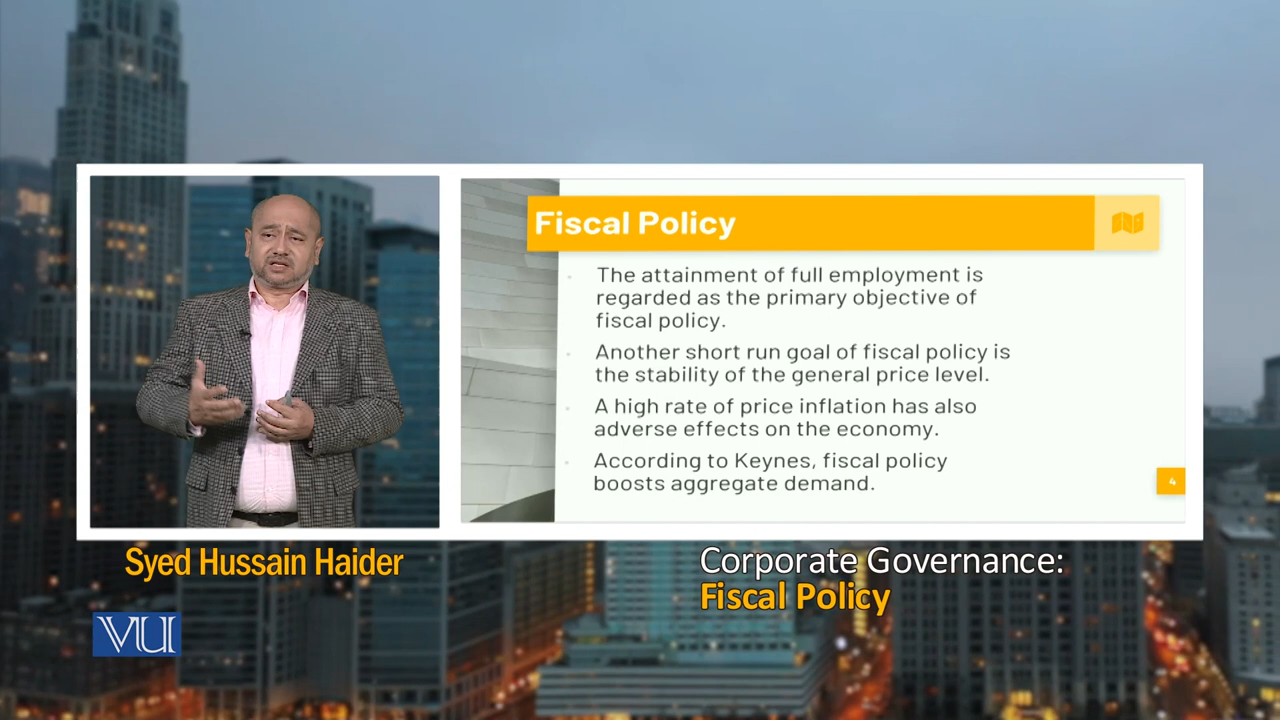 Fiscal Policy
The attainment of full employment is
regarded as the primary objective of
fiscal policy.
Another short run goal of fiscal policy is
the stability of the general price level.
A high rate of price inflation has also
adverse effects on the economy.
According to Keynes, fiscal policy
boosts aggregate demand.
4
Syed Hussain Haider
Corporate Governance:
Fiscal Policy
VU